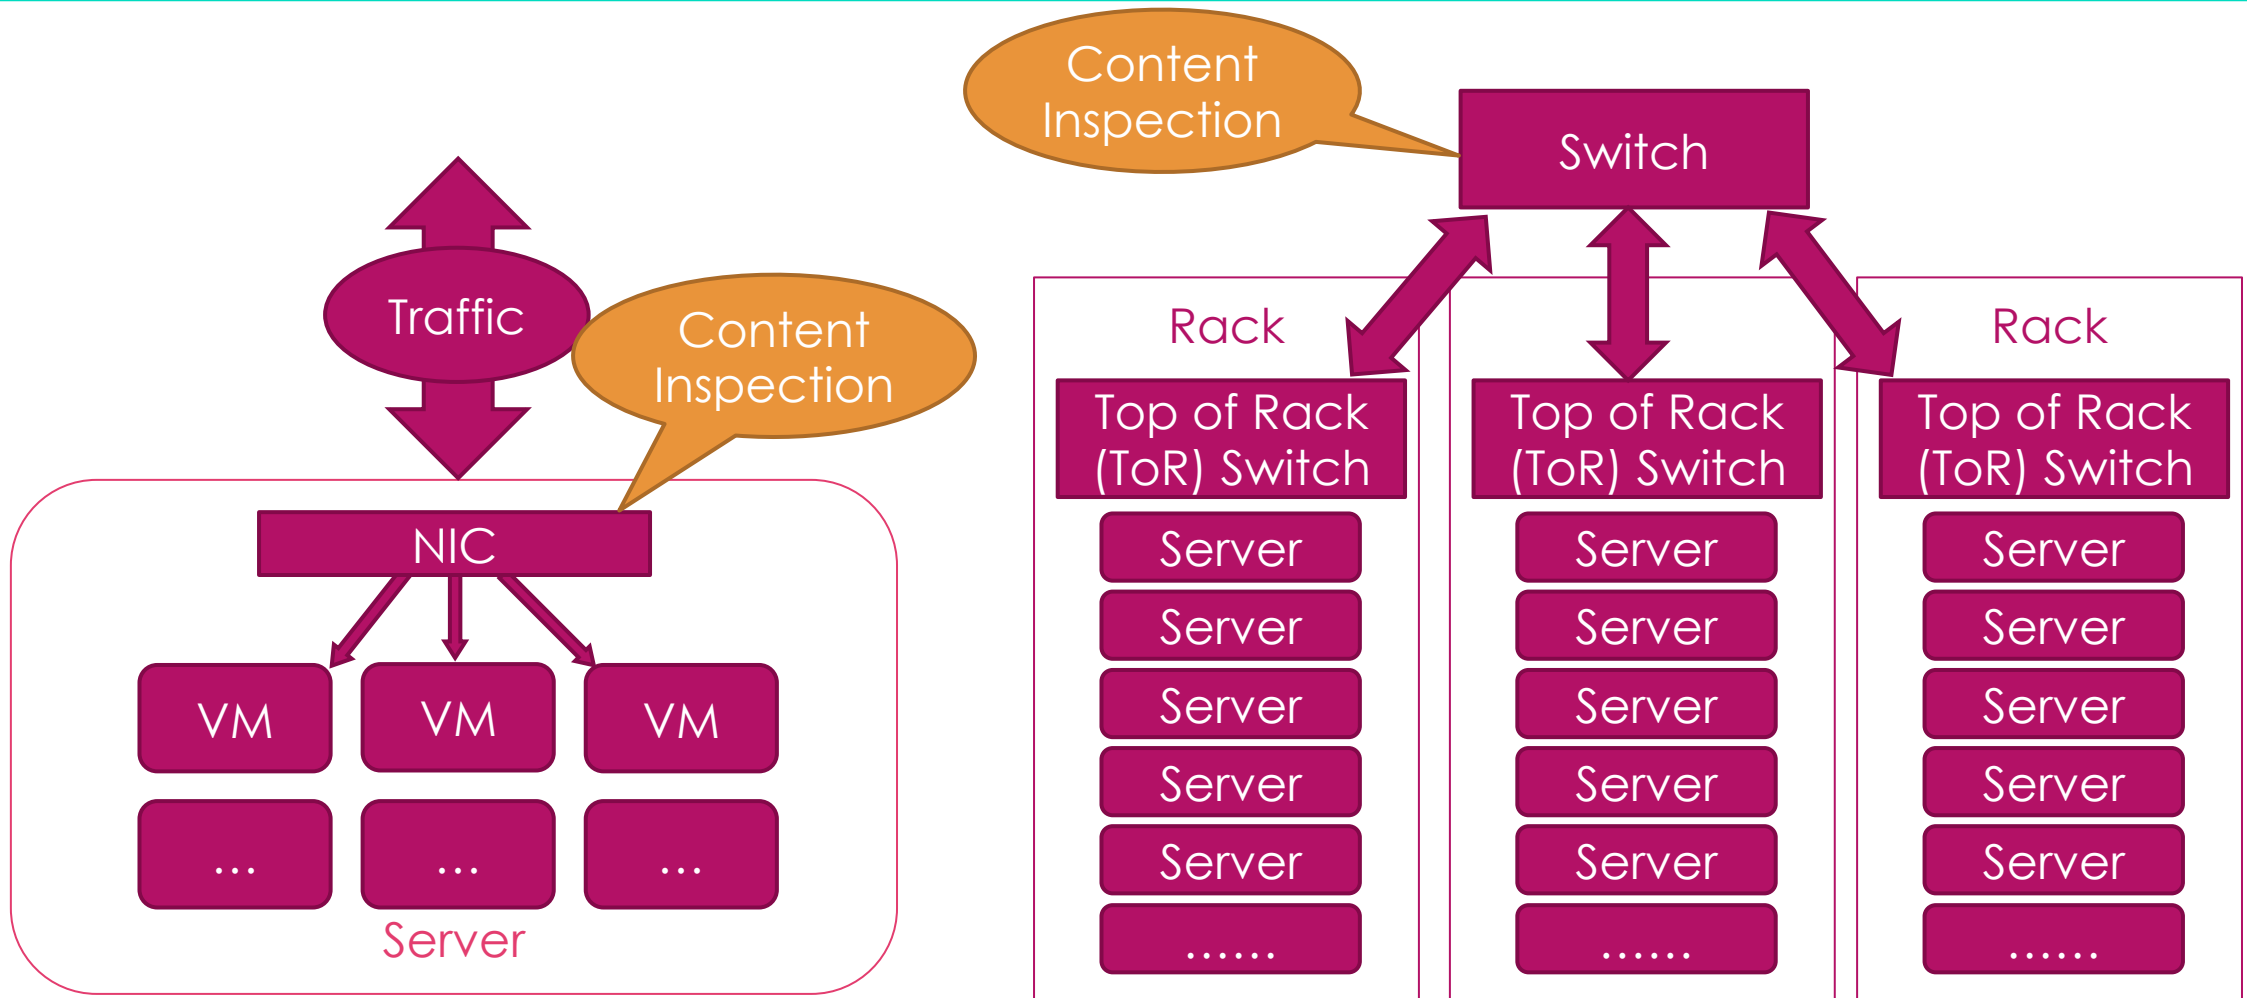 Traffic
Content
Inspection
NIC
VM
VM
VM
...
...
...
Server
Content
Inspection
Switch
Rack
Rack
Top of Rack
(ToR) Switch
Server
Server
Server
Server
Server
......
Top of Rack
(ToR) Switch
Server
Server
Server
Server
Server
......
Top of Rack
(ToR) Switch
Server
Server
Server
Server
Server
......